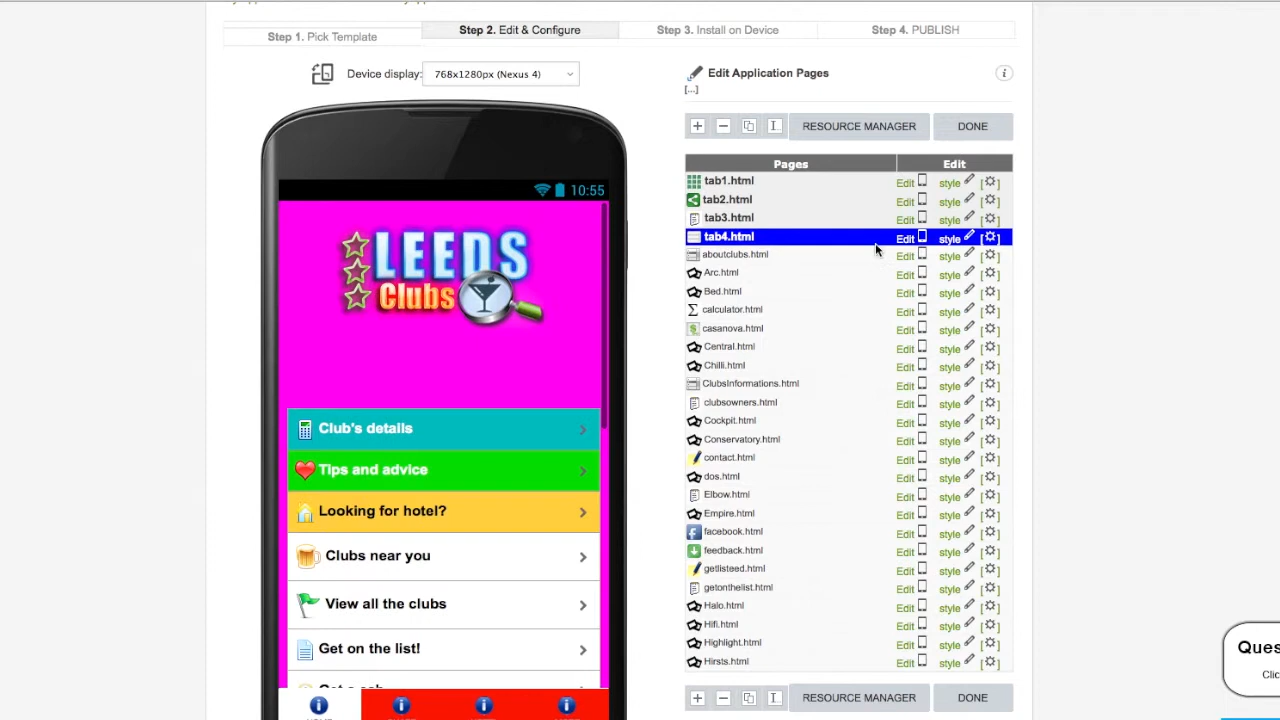 Step 1. Pick Template
Step 2. Edit & Configure
Step 3. Install on Device
Step 4. PUBLISH
Device display:
768x1280px (Nexus 4)
10:55
LEEDS
Clubs
Club's details
Tips and advice
Looking for hotel?
Clubs near you
View all the clubs
Get on the list!
Edit Application Pages
[...]
RESOURCE MANAGER
DONE
Pages Edit
tab1.html Edit style
tab2.html Edit style
tab3.html Edit style
tab4.html Edit style
aboutclubs.html Edit style
Arc.html Edit style
Bed.html Edit style
calculator.html Edit style
casanova.html Edit style
Central.html Edit style
Chilli.html Edit style
ClubsInformations.html Edit style
clubsowners.html Edit style
Cockpit.html Edit style
Conservatory.html Edit style
contact.html Edit style
dos.html Edit style
Elbow.html Edit style
Empire.html Edit style
facebook.html Edit style
feedback.html Edit style
getlisteed.html Edit style
getonthelist.html Edit style
Halo.html Edit style
Hifi.html Edit style
Highlight.html Edit style
Hirsts.html Edit style
RESOURCE MANAGER
DONE
Ques
Clic